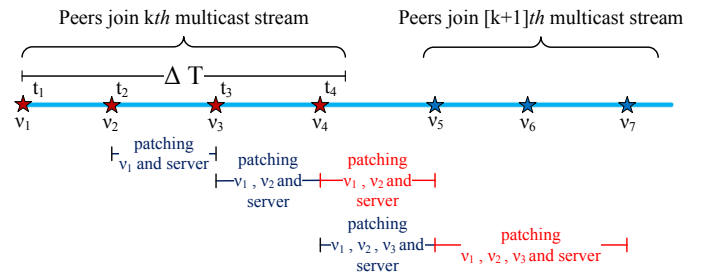 Peers join kth multicast stream
Peers join [k+1]th multicast stream
Δ T
t1 t2 t3 t4
ν1 ν2 ν3 ν4 ν5 ν6 ν7
patching
ν1 and server
patching
ν1 , ν2 and
server
patching
ν1 , ν2 and
server
patching
ν1 , ν2 , ν3 and
server
patching
ν1 , ν2 , ν3 and server